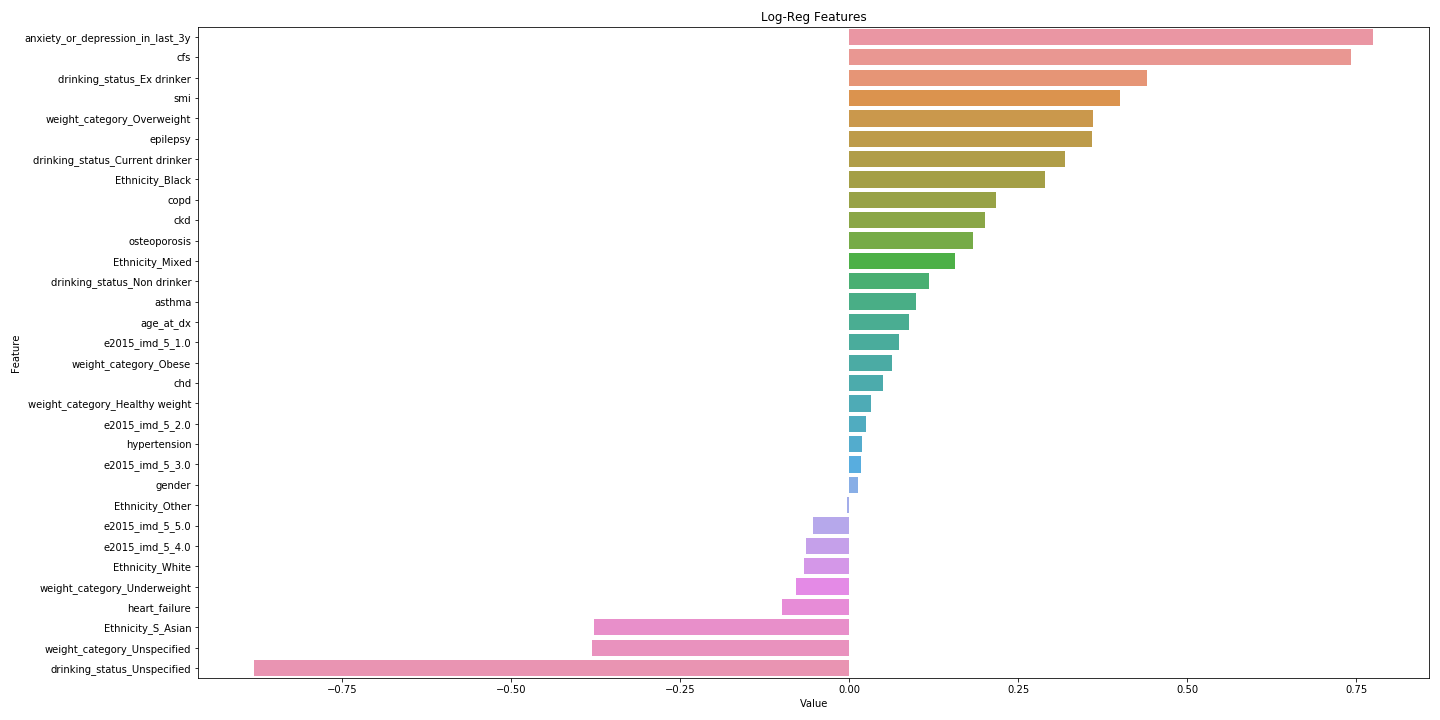 Log-Reg Features
anxiety_or_depression_in_last_3y
cfs
drinking_status_Ex drinker
smi
weight_category_Overweight
epilepsy
drinking_status_Current drinker
Ethnicity_Black
copd
ckd
osteoporosis
Ethnicity_Mixed
drinking_status_Non drinker
asthma
age_at_dx
e2015_imd_5_1.0
weight_category_Obese
chd
weight_category_Healthy weight
e2015_imd_5_2.0
hypertension
e2015_imd_5_3.0
gender
Ethnicity_Other
e2015_imd_5_5.0
e2015_imd_5_4.0
Ethnicity_White
weight_category_Underweight
heart_failure
Ethnicity_S_Asian
weight_category_Unspecified
drinking_status_Unspecified
Feature
−0.75 −0.50 −0.25 0.00 0.25 0.50 0.75
Value